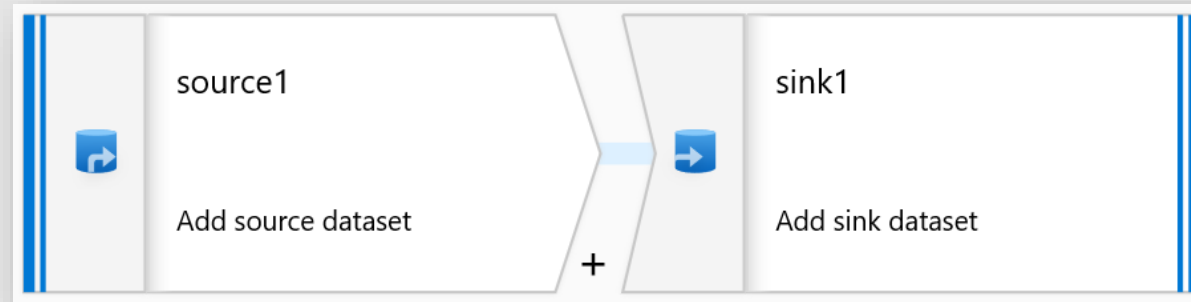 source1
Add source dataset
+
sink1
Add sink dataset